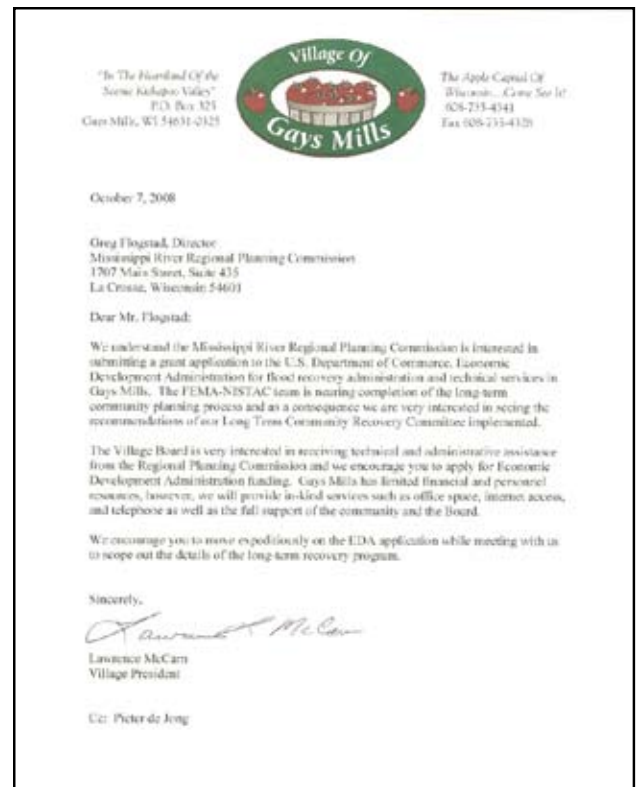 "In The Heartland Of the
Scenic Kickapoo Valley"
P.O. Box 325
Gays Mills, WI 54631-0325
Village Of
Gays Mills
The Apple Capital Of
Wisconsin... Come See It!
608-735-4341
Fax 608-735-4328
October 7, 2008
Greg Flogstad, Director
Mississippi River Regional Planning Commission
1707 Main Street, Suite 435
La Crosse, Wisconsin 54601
Dear Mr. Flogstad:
We understand the Mississippi River Regional Planning Commission is interested in
submitting a grant application to the U.S. Department of Commerce, Economic
Development Administration for flood recovery administration and technical services in
Gays Mills. The FEMA-NISTAC team is nearing completion of the long-term
community planning process and as a consequence we are very interested in seeing the
recommendations of our Long Term Community Recovery Committee implemented.
The Village Board is very interested in receiving technical and administrative assistance
from the Regional Planning Commission and we encourage you to apply for Economic
Development Administration funding. Gays Mills has limited financial and personnel
resources, however, we will provide in-kind services such as office space, internet access,
and telephone as well as the full support of the community and the Board.
We encourage you to move expeditiously on the EDA application while meeting with us
to scope out the details of the long-term recovery program.
Sincerely,
Lawrence McCarn
Lawrence McCarn
Village President
Cc: Pieter de Jong